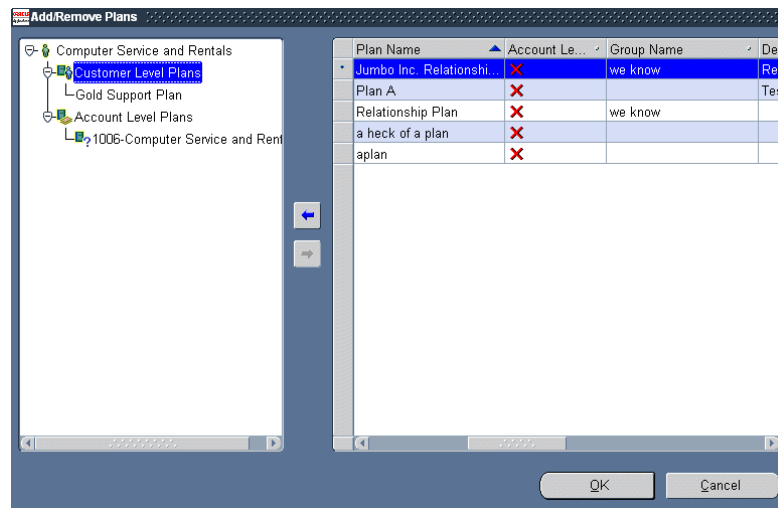 Add/Remove Plans
Computer Service and Rentals
Customer Level Plans
Gold Support Plan
Account Level Plans
1006-Computer Service and Rent
Plan Name Account Le... Group Name De
Jumbo Inc. Relationshi... we know Re
Plan A Tes
Relationship Plan we know
a heck of a plan
aplan
OK Cancel